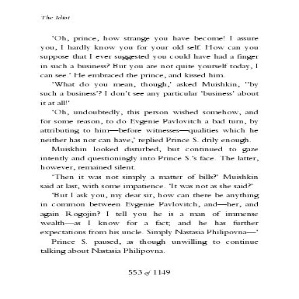 The Idiot
'Oh, prince, how strange you have become! I assure
you, I hardly know you for your old self. How can you
suppose that I ever suggested you could have had a finger
in such a business? But you are not quite yourself today, I
can see.' He embraced the prince, and kissed him.
'What do you mean, though,' asked Muishkin, ''by
such a business'? I don't see any particular 'business' about
it at all!'
'Oh, undoubtedly, this person wished somehow, and
for some reason, to do Evgenie Pavlovitch a bad turn, by
attributing to him—before witnesses—qualities which he
neither has nor can have,' replied Prince S. drily enough.
Muishkin looked disturbed, but continued to gaze
intently and questioningly into Prince S.'s face. The latter,
however, remained silent.
'Then it was not simply a matter of bills?' Muishkin
said at last, with some impatience. 'It was not as she said?'
'But I ask you, my dear sir, how can there be anything
in common between Evgenie Pavlovitch, and—her, and
again Rogojin? I tell you he is a man of immense
wealth—as I know for a fact; and he has further
expectations from his uncle. Simply Nastasia Philipovna—'
Prince S. paused, as though unwilling to continue
talking about Nastasia Philipovna.
553 of 1149